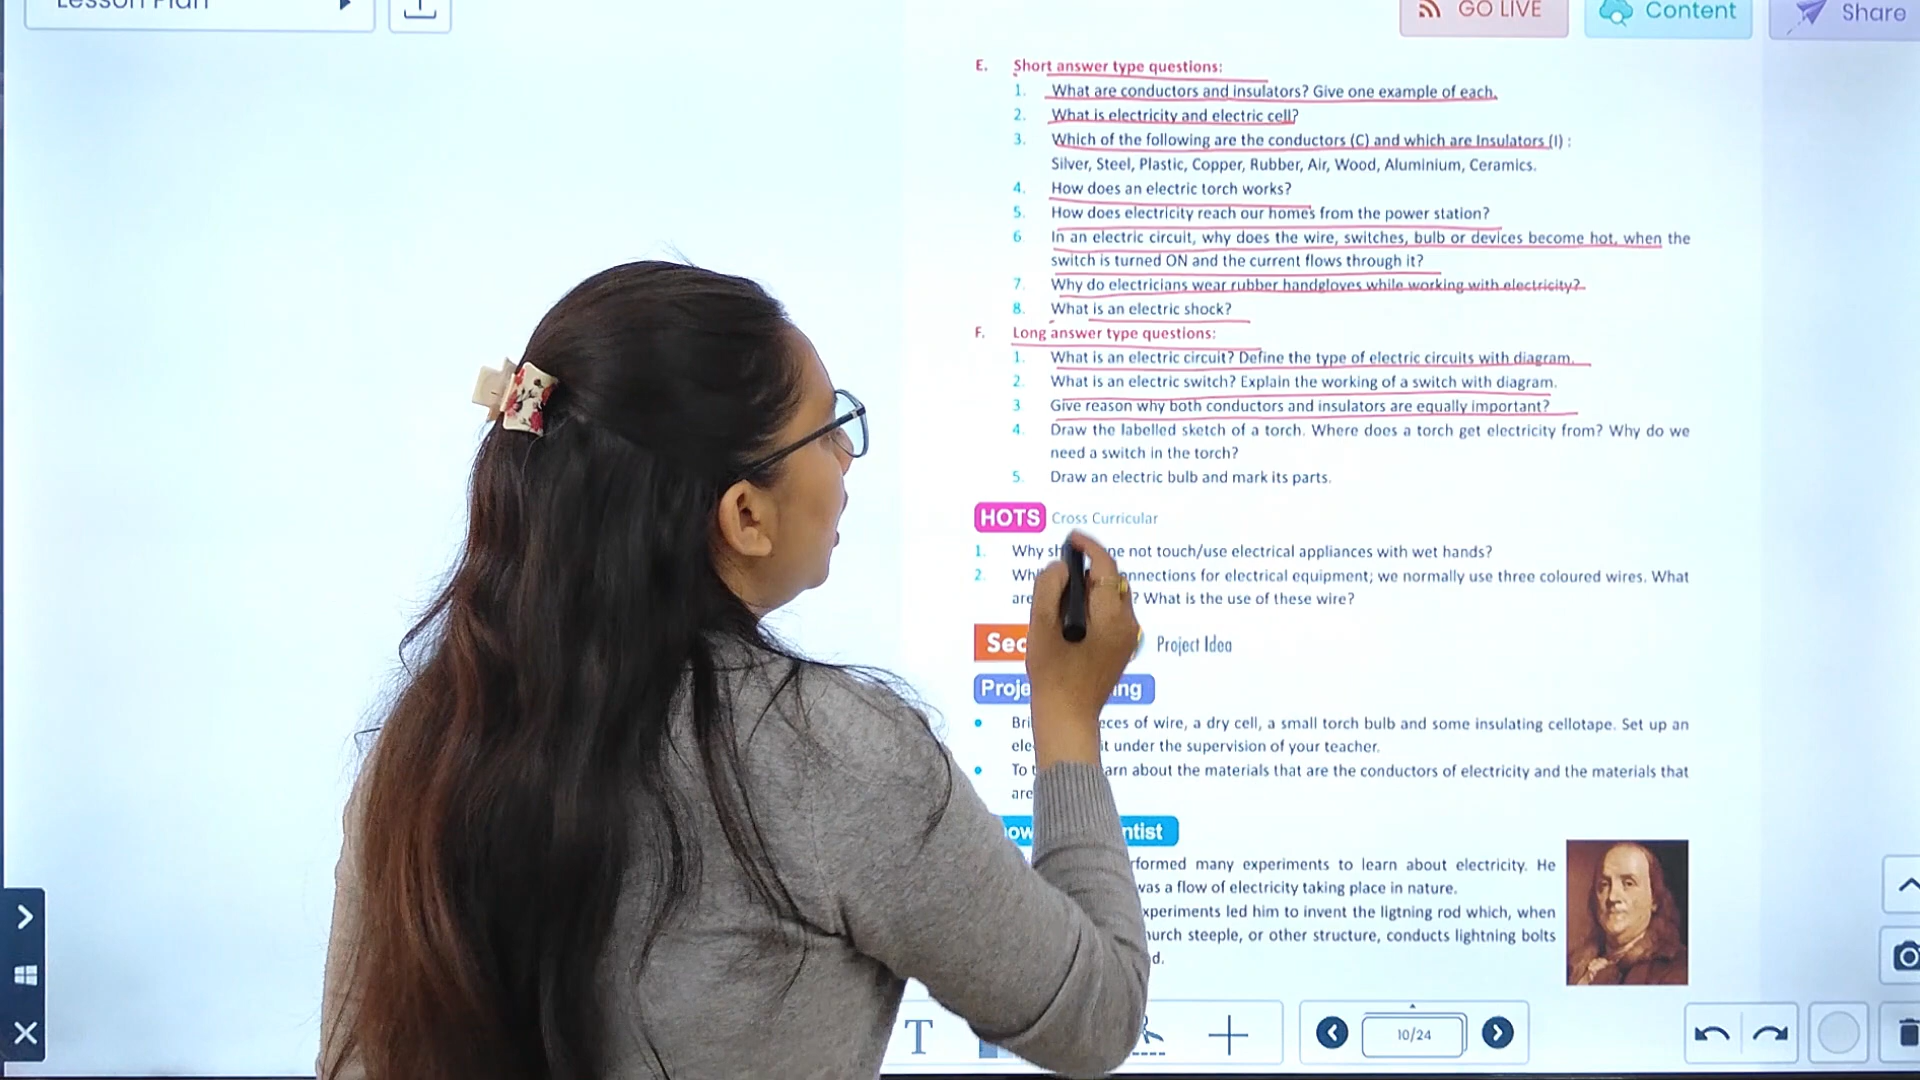 Lesson Plan
GO LIVE
Content
Share
E. Short answer type questions:
1. What are conductors and insulators? Give one example of each.
2. What is electricity and electric cell?
3. Which of the following are the conductors (C) and which are Insulators (I) :
Silver, Steel, Plastic, Copper, Rubber, Air, Wood, Aluminium, Ceramics.
4. How does an electric torch works?
5. How does electricity reach our homes from the power station?
6. In an electric circuit, why does the wire, switches, bulb or devices become hot, when the
switch is turned ON and the current flows through it?
7. Why do electricians wear rubber handgloves while working with electricity?
8. What is an electric shock?
F. Long answer type questions:
1. What is an electric circuit? Define the type of electric circuits with diagram.
2. What is an electric switch? Explain the working of a switch with diagram.
3 Give reason why both conductors and insulators are equally important?
4. Draw the labelled sketch of a torch. Where does a torch get electricity from? Why do we
need a switch in the torch?
5. Draw an electric bulb and mark its parts.
HOTS Cross Curricular
1. Why not touch/use electrical appliances with wet hands?
2. for electrical equipment; we normally use three coloured wires. What
are ? What is the use of these wire?
Project Idea
of wire, a dry cell, a small torch bulb and some insulating cellotape. Set up an
under the supervision of your teacher.
To about the materials that are the conductors of electricity and the materials that
are
many experiments to learn about electricity. He
was a flow of electricity taking place in nature.
led him to invent the ligtning rod which, when
steeple, or other structure, conducts lightning bolts
T
10/24